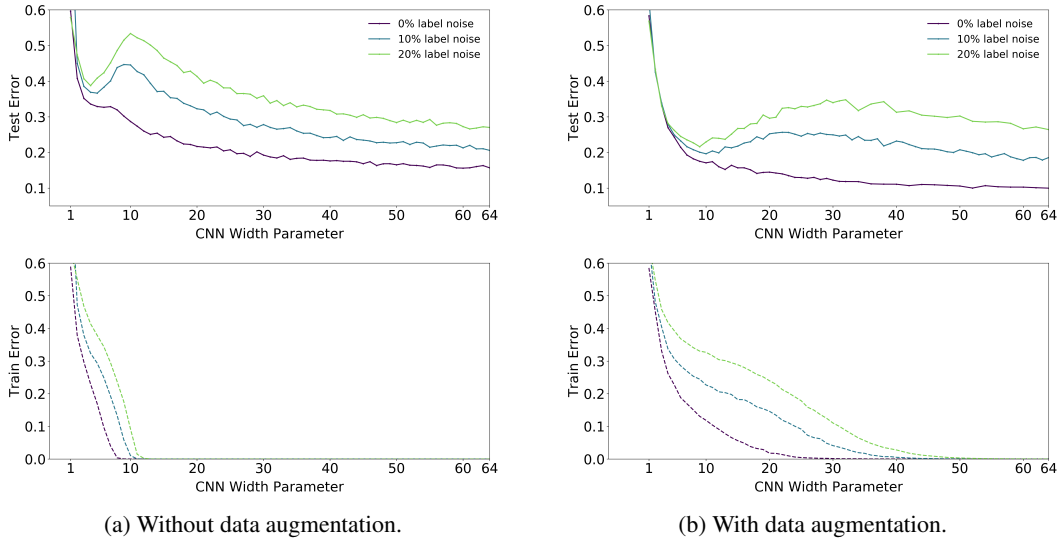 0.6
0.5
0.4
0.3
0.2
0.1
Test Error
0% label noise
10% label noise
20% label noise
1 10 20 30 40 50 60 64
CNN Width Parameter
0.6
0.5
0.4
0.3
0.2
0.1
0.0
Train Error
1 10 20 30 40 50 60 64
CNN Width Parameter
(a) Without data augmentation.
0.6
0.5
0.4
0.3
0.2
0.1
Test Error
0% label noise
10% label noise
20% label noise
1 10 20 30 40 50 60 64
CNN Width Parameter
0.6
0.5
0.4
0.3
0.2
0.1
0.0
Train Error
1 10 20 30 40 50 60 64
CNN Width Parameter
(b) With data augmentation.